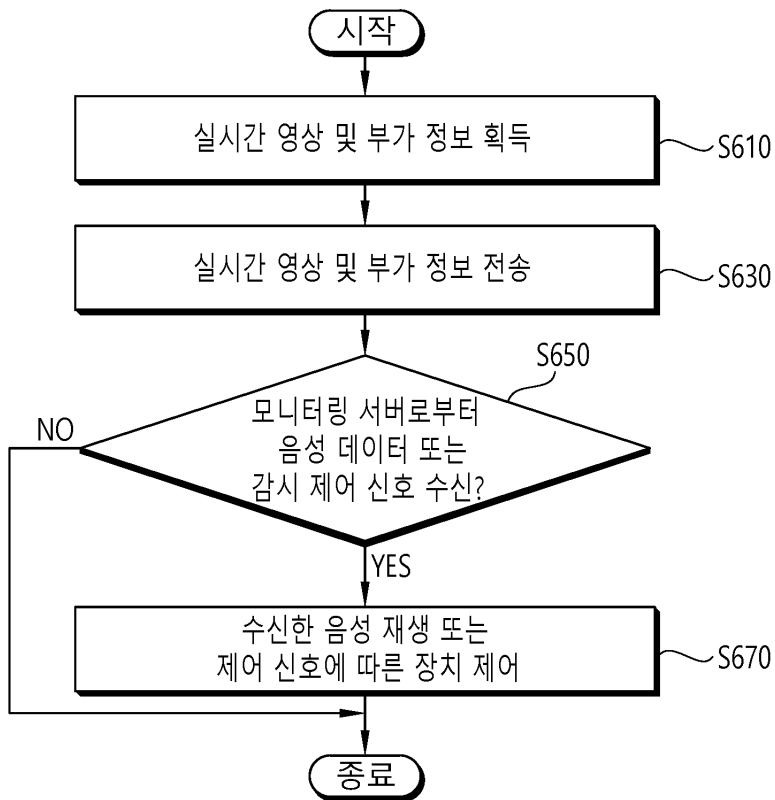 시작
실시간 영상 및 부가 정보 획득
S610
실시간 영상 및 부가 정보 전송
S630
S650
모니터링 서버로부터
음성 데이터 또는
감시 제어 신호 수신?
NO
YES
수신한 음성 재생 또는
제어 신호에 따른 장치 제어
S670
종료